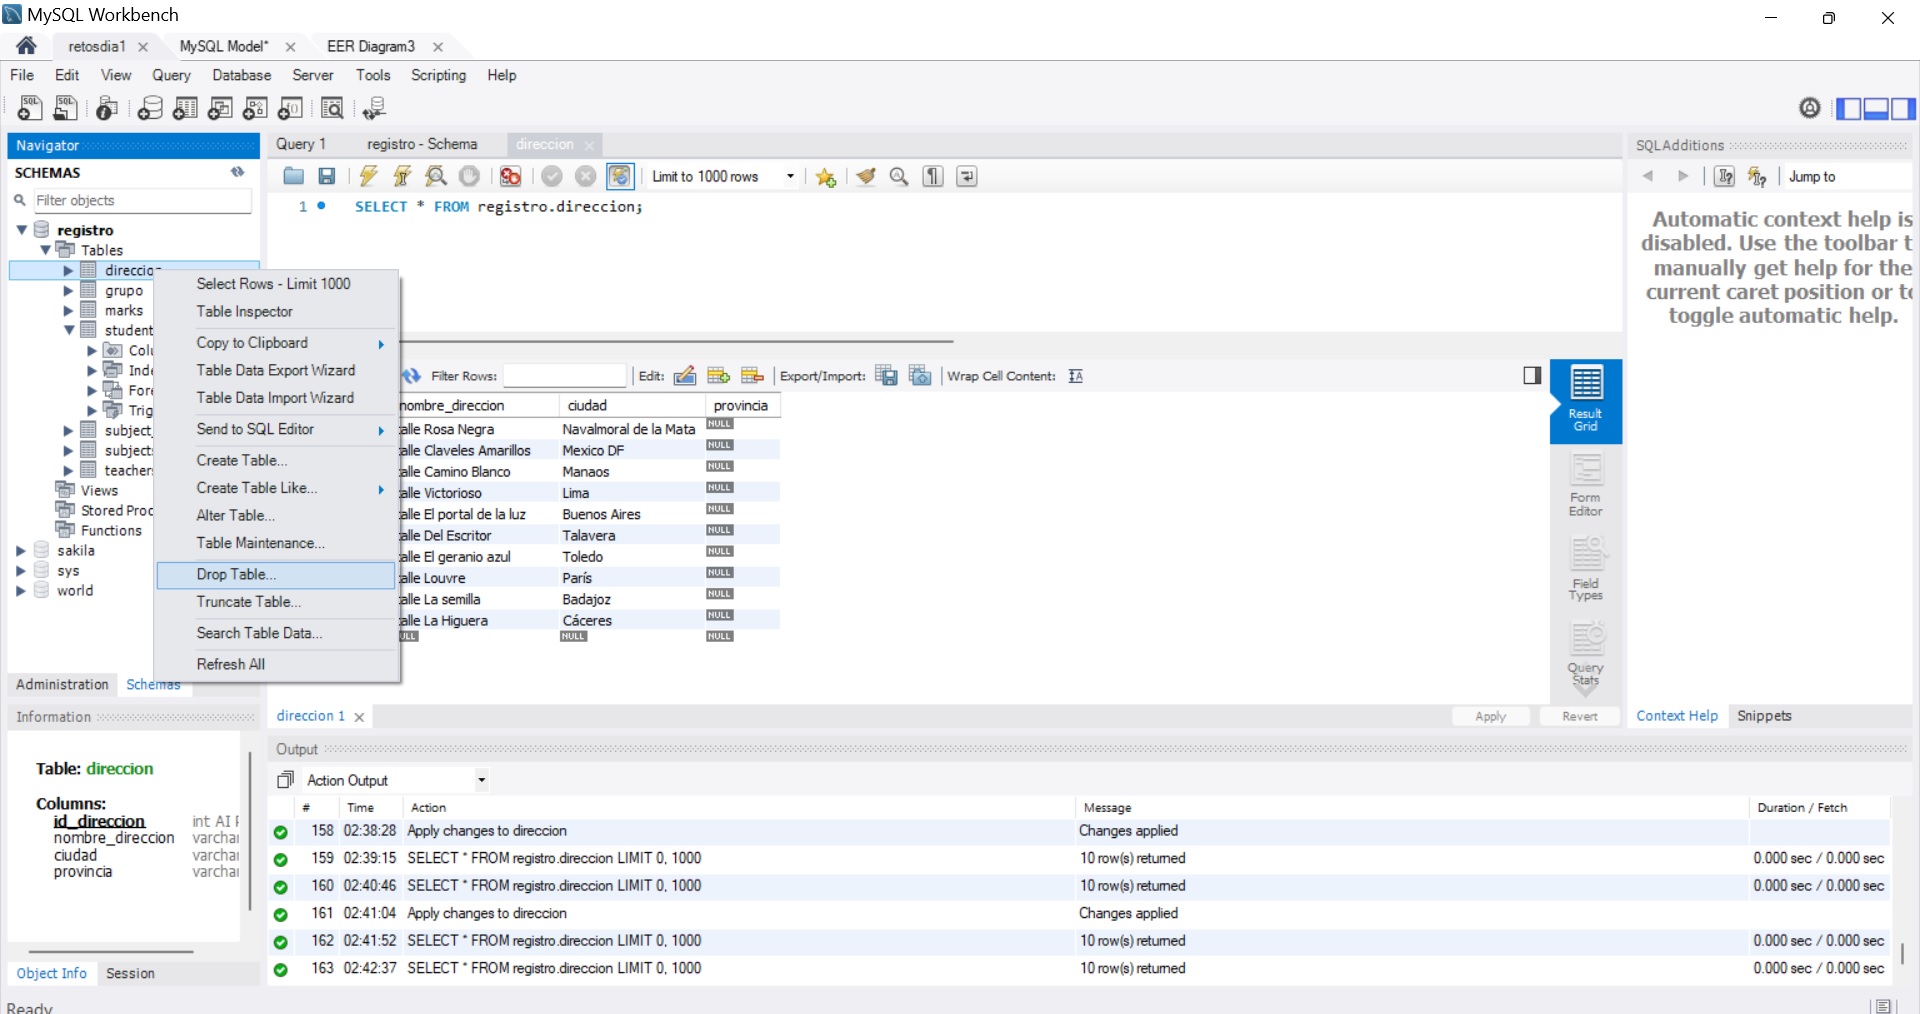 MySQL Workbench
retosdia1
MySQL Model*
EER Diagram3
File Edit View Query Database Server Tools Scripting Help
Navigator
SCHEMAS
Filter objects
registro
Tables
direccion
grupo
marks
student
Colu
Inde
Fore
Trig
subject_
subject
teacher
Views
Stored Proc
Functions
sakila
sys
world
Administration Schemas
Select Rows - Limit 1000
Table Inspector
Copy to Clipboard
Table Data Export Wizard
Table Data Import Wizard
Send to SQL Editor
Create Table...
Create Table Like...
Alter Table...
Table Maintenance...
Drop Table...
Truncate Table...
Search Table Data...
Refresh All
Query 1 registro - Schema direccion
Limit to 1000 rows
1 SELECT * FROM registro.direccion;
Filter Rows: Edit: Export/Import: Wrap Cell Content:
nombre_direccion ciudad provincia
alle Rosa Negra Navalmoral de la Mata NULL
alle Claveles Amarillos Mexico DF NULL
alle Camino Blanco Manaos NULL
alle Victorioso Lima NULL
alle El portal de la luz Buenos Aires NULL
alle Del Escritor Talavera NULL
alle El geranio azul Toledo NULL
alle Louvre París NULL
alle La semilla Badajoz NULL
alle La Higuera Cáceres NULL
ULL NULL NULL
Result
Grid
Form
Editor
Field
Types
Query
Stats
direccion 1
Apply Revert
SQLAdditions
Jump to
Automatic context help is
disabled. Use the toolbar t
manually get help for the
current caret position or to
toggle automatic help.
Context Help Snippets
Information
Table: direccion
Columns:
id_direccion int AI P
nombre_direccion varchar
ciudad varchar
provincia varchar
Object Info Session
Output
Action Output
# Time Action Message Duration / Fetch
158 02:38:28 Apply changes to direccion Changes applied
159 02:39:15 SELECT * FROM registro.direccion LIMIT 0, 1000 10 row(s) returned 0.000 sec / 0.000 sec
160 02:40:46 SELECT * FROM registro.direccion LIMIT 0, 1000 10 row(s) returned 0.000 sec / 0.000 sec
161 02:41:04 Apply changes to direccion Changes applied
162 02:41:52 SELECT * FROM registro.direccion LIMIT 0, 1000 10 row(s) returned 0.000 sec / 0.000 sec
163 02:42:37 SELECT * FROM registro.direccion LIMIT 0, 1000 10 row(s) returned 0.000 sec / 0.000 sec
Ready